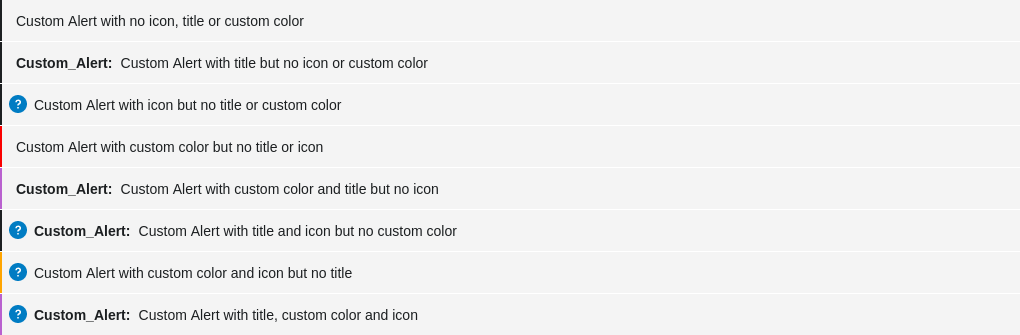 Custom Alert with no icon, title or custom color
Custom_Alert: Custom Alert with title but no icon or custom color
? Custom Alert with icon but no title or custom color
Custom Alert with custom color but no title or icon
Custom_Alert: Custom Alert with custom color and title but no icon
? Custom_Alert: Custom Alert with title and icon but no custom color
? Custom Alert with custom color and icon but no title
? Custom_Alert: Custom Alert with title, custom color and icon